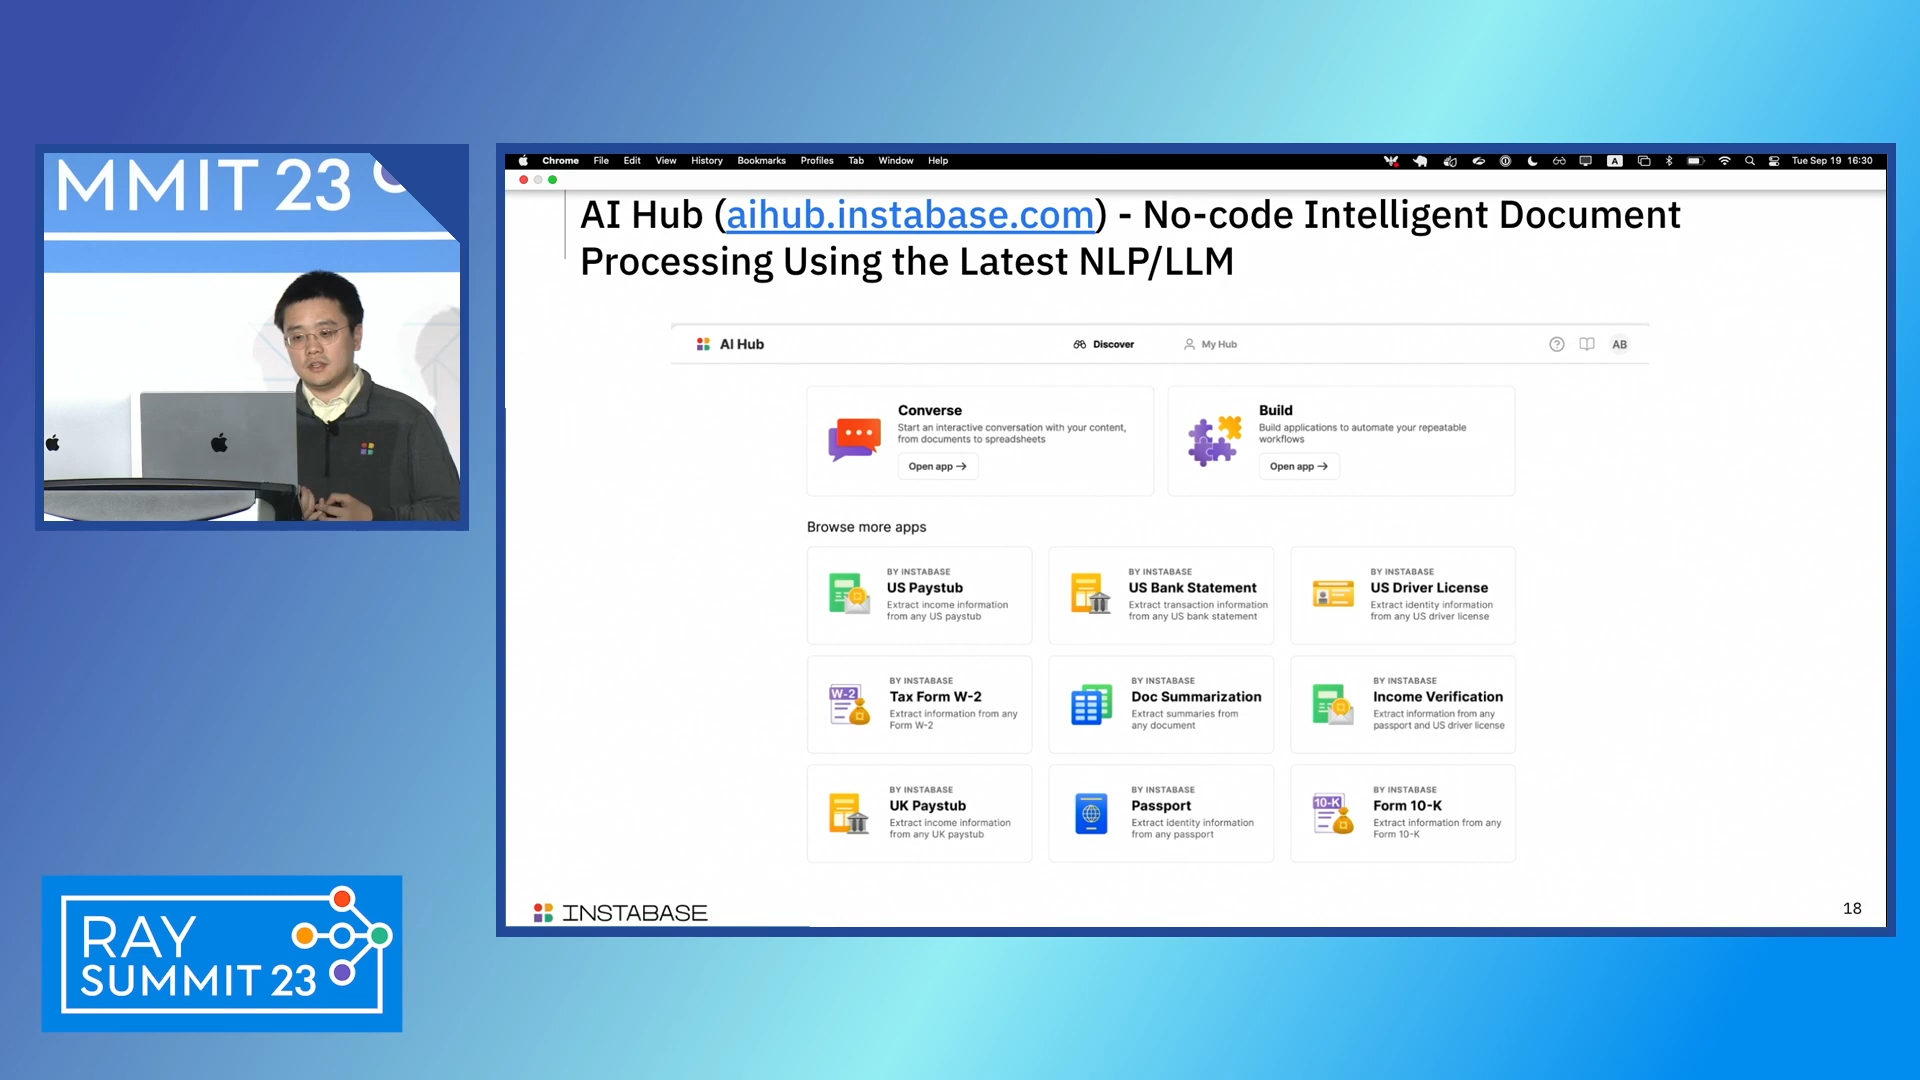 MMIT 23
Chrome File Edit View History Bookmarks Profiles Tab Window Help
A
Tue Sep 19 16:30
AI Hub (aihub.instabase.com) - No-code Intelligent Document
Processing Using the Latest NLP/LLM
AI Hub
Discover
My Hub
?
AB
Converse
Start an interactive conversation with your content,
from documents to spreadsheets
Open app →
Build
Build applications to automate your repeatable
workflows
Open app →
Browse more apps
BY INSTABASE
US Paystub
Extract income information
from any US paystub
BY INSTABASE
US Bank Statement
Extract transaction information
from any US bank statement
BY INSTABASE
US Driver License
Extract identity information
from any US driver license
W-2
BY INSTABASE
Tax Form W-2
Extract information from any
Form W-2
BY INSTABASE
Doc Summarization
Extract summaries from
any document
BY INSTABASE
Income Verification
Extract information from any
passport and US driver license
BY INSTABASE
UK Paystub
Extract income information
from any UK paystub
BY INSTABASE
Passport
Extract identity information
from any passport
10-K
BY INSTABASE
Form 10-K
Extract information from any
Form 10-K
INSTABASE
18
RAY
SUMMIT 23